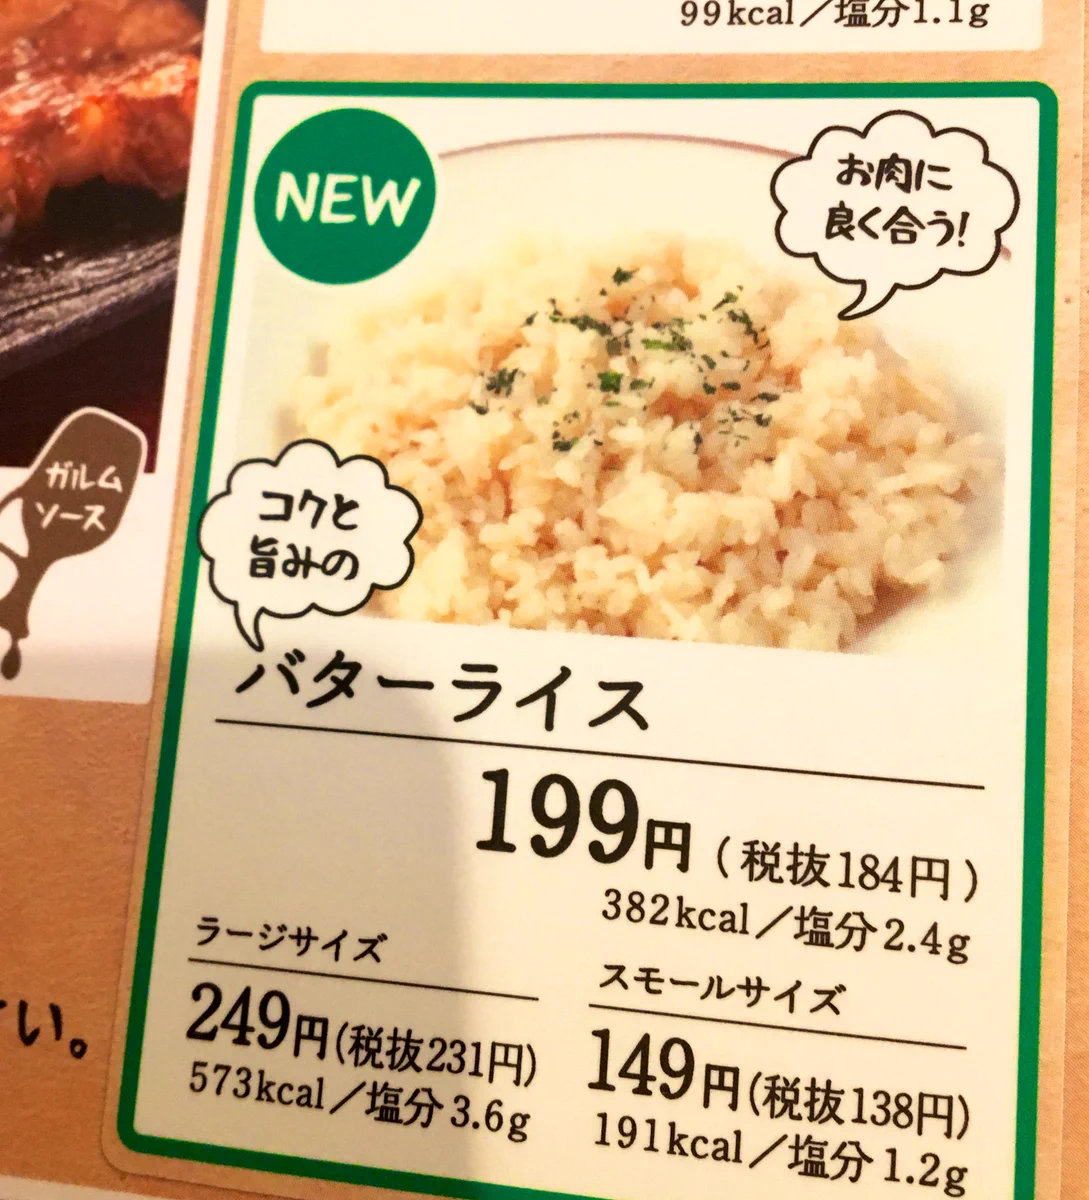 99kcal／塩分1.1g
NEW
お肉に
良く合う!
ガルム
ソース
コクと
旨みの
バターライス
199円（税抜184円）
382kcal／塩分2.4g
ラージサイズ
249円(税抜231円)
573kcal／塩分3.6g
スモールサイズ
149円(税抜138円)
191kcal／塩分1.2g
い。